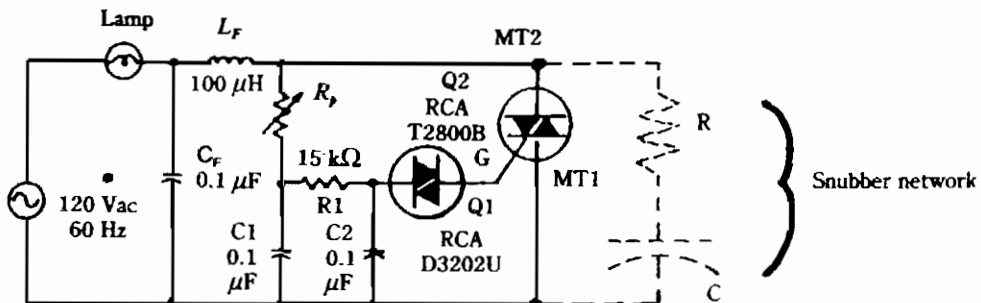 Lamp
L_F
100 μH
MT2
Q2
RCA
T2800B
R_p
R
15 kΩ
R1
G
MT1
Q1
Snubber network
C_F
0.1 μF
120 Vac
60 Hz
C1
0.1
μF
C2
0.1
μF
RCA
D3202U
C